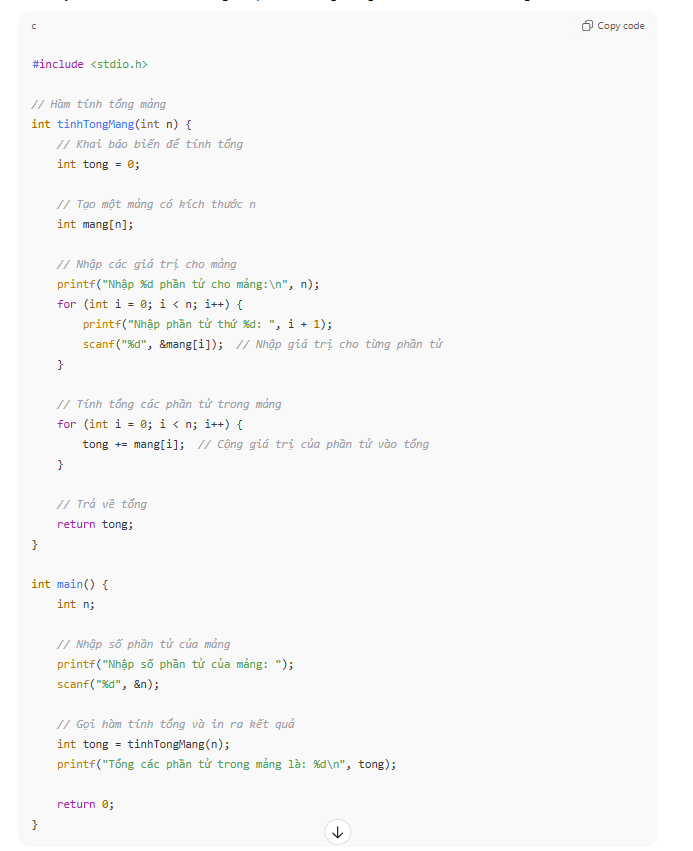 c
Copy code
#include <stdio.h>
// Hàm tính tổng mảng
int tinhTongMang(int n) {
// Khai báo biến để tính tổng
int tong = 0;
// Tạo một mảng có kích thước n
int mang[n];
// Nhập các giá trị cho mảng
printf("Nhập %d phần tử cho mảng:\n", n);
for (int i = 0; i < n; i++) {
printf("Nhập phần tử thứ %d: ", i + 1);
scanf("%d", &mang[i]);  // Nhập giá trị cho từng phần tử
}
// Tính tổng các phần tử trong mảng
for (int i = 0; i < n; i++) {
tong += mang[i];  // Cộng giá trị của phần tử vào tổng
}
// Trả về tổng
return tong;
}
int main() {
int n;
// Nhập số phần tử của mảng
printf("Nhập số phần tử của mảng: ");
scanf("%d", &n);
// Gọi hàm tính tổng và in ra kết quả
int tong = tinhTongMang(n);
printf("Tổng các phần tử trong mảng là: %d\n", tong);
return 0;
}